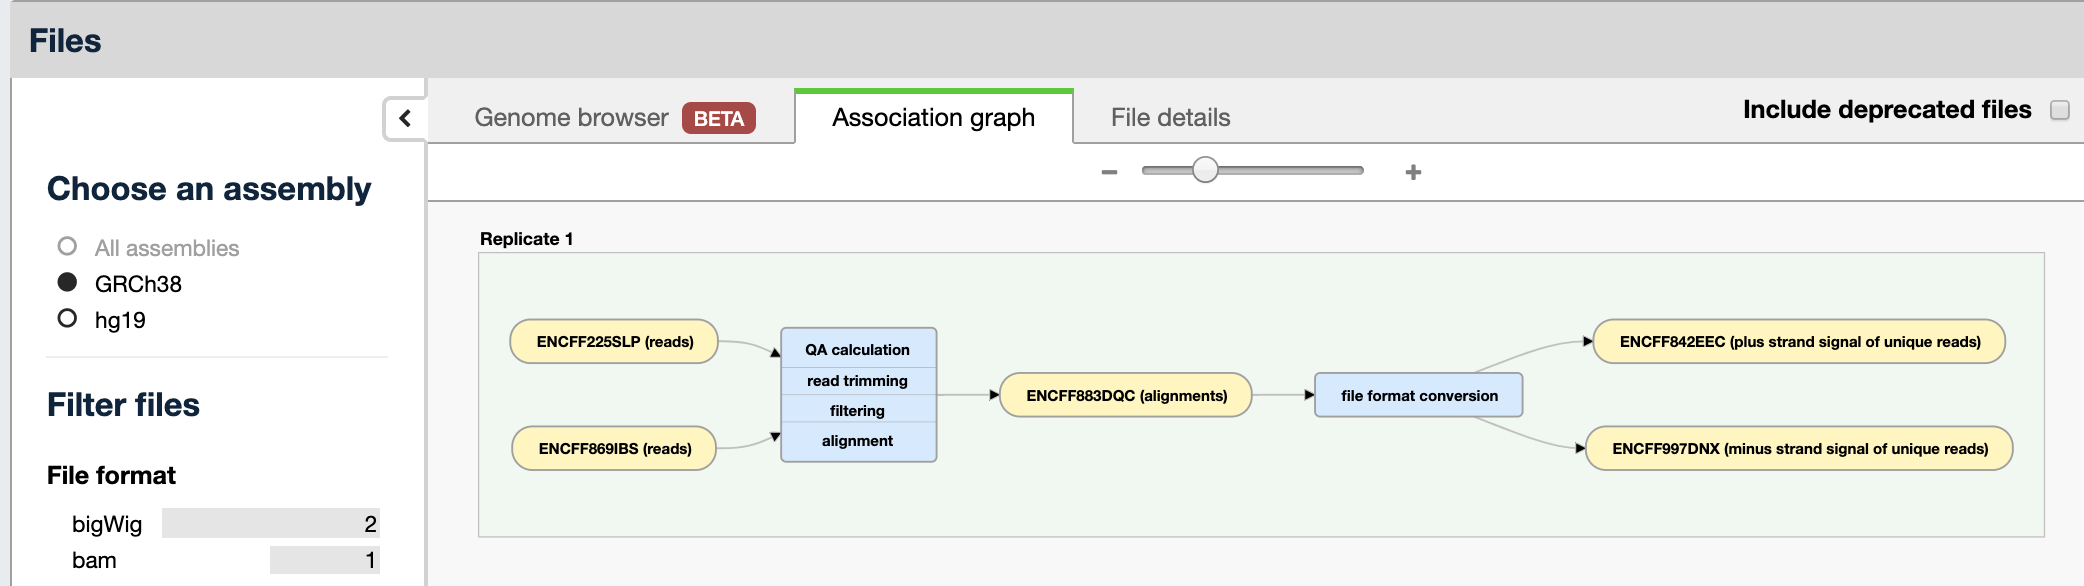 Files
Genome browser BETA
Association graph
File details
Include deprecated files
Choose an assembly
All assemblies
GRCh38
hg19
Filter files
File format
bigWig 2
bam 1
Replicate 1
ENCFF225SLP (reads)
ENCFF869IBS (reads)
QA calculation
read trimming
filtering
alignment
ENCFF883DQC (alignments)
file format conversion
ENCFF842EEC (plus strand signal of unique reads)
ENCFF997DNX (minus strand signal of unique reads)